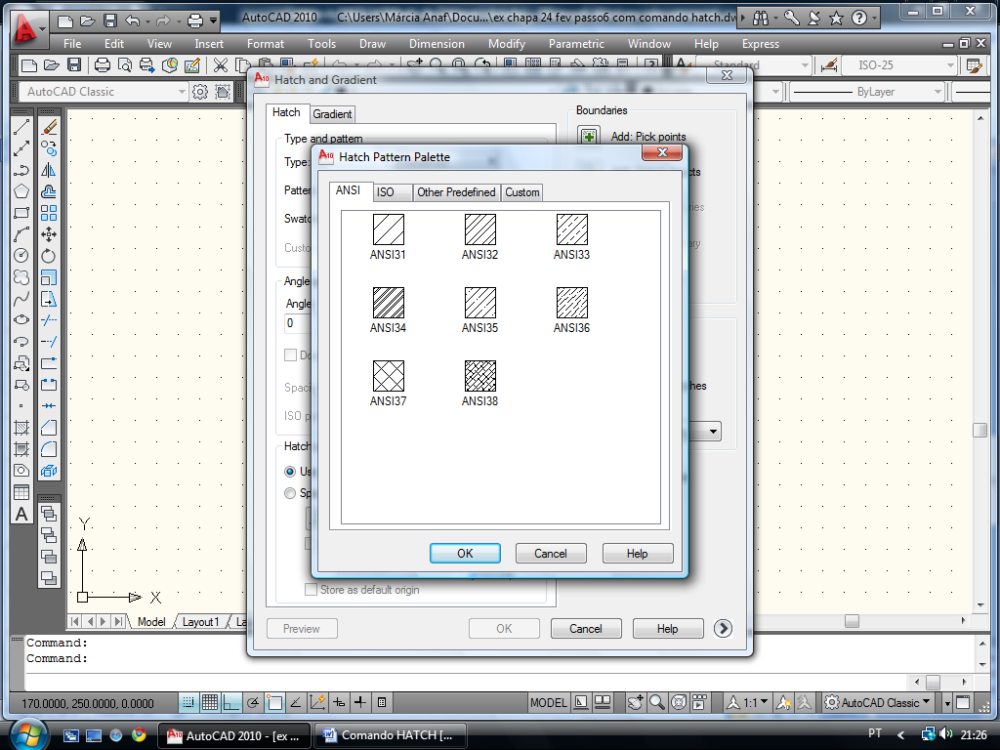 AutoCAD 2010 C:\Users\Márcia Anaf\Docu...\ex chapa 24 fev passo6 com comando hatch.dw
File Edit View Insert Format Tools Draw Dimension Modify Parametric Window Help Express
Standard ISO-25
AutoCAD Classic ByLayer
Hatch and Gradient
Hatch Gradient
Boundaries
Type and pattern
Add: Pick points
Type:
Hatch Pattern Palette
Patter
Swatc
Custo
ANSI ISO Other Predefined Custom
ANSI31 ANSI32 ANSI33
ANSI34 ANSI35 ANSI36
ANSI37 ANSI38
Angle
Angle
0
Do
Spaci
ISO p
hes
Hatch
Us
Sp
OK Cancel Help
Store as default origin
Preview OK Cancel Help
Y
X
Model Layout1 La
Command:
Command:
170.0000, 250.0000, 0.0000 MODEL 1:1 AutoCAD Classic
AutoCAD 2010 - [ex ... Comando HATCH [... PT 21:26